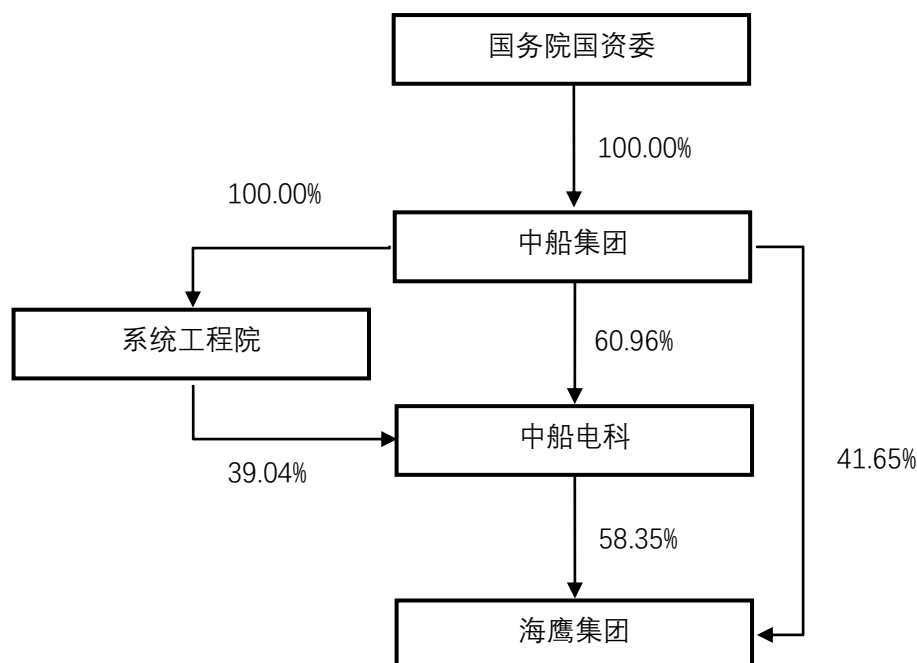 国务院国资委
100.00%
100.00%
中船集团
系统工程院
60.96%
中船电科
39.04%
41.65%
58.35%
海鹰集团